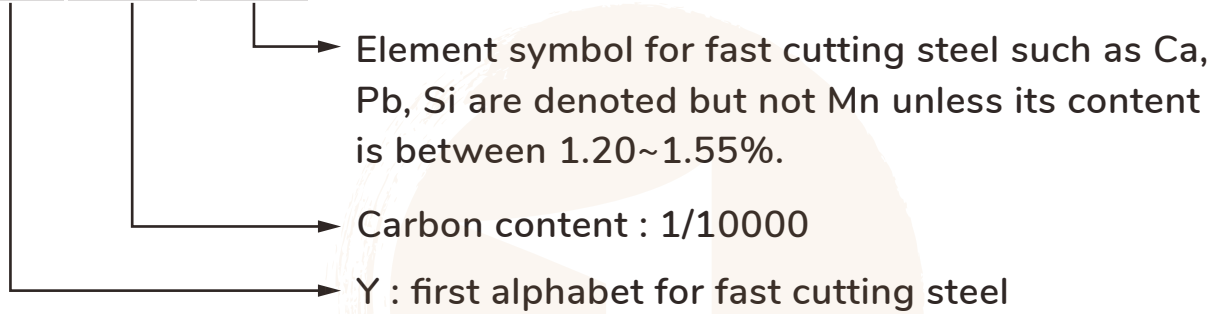 Element symbol for fast cutting steel such as Ca,
Pb, Si are denoted but not Mn unless its content
is between 1.20~1.55%.
Carbon content : 1/10000
Y : first alphabet for fast cutting steel